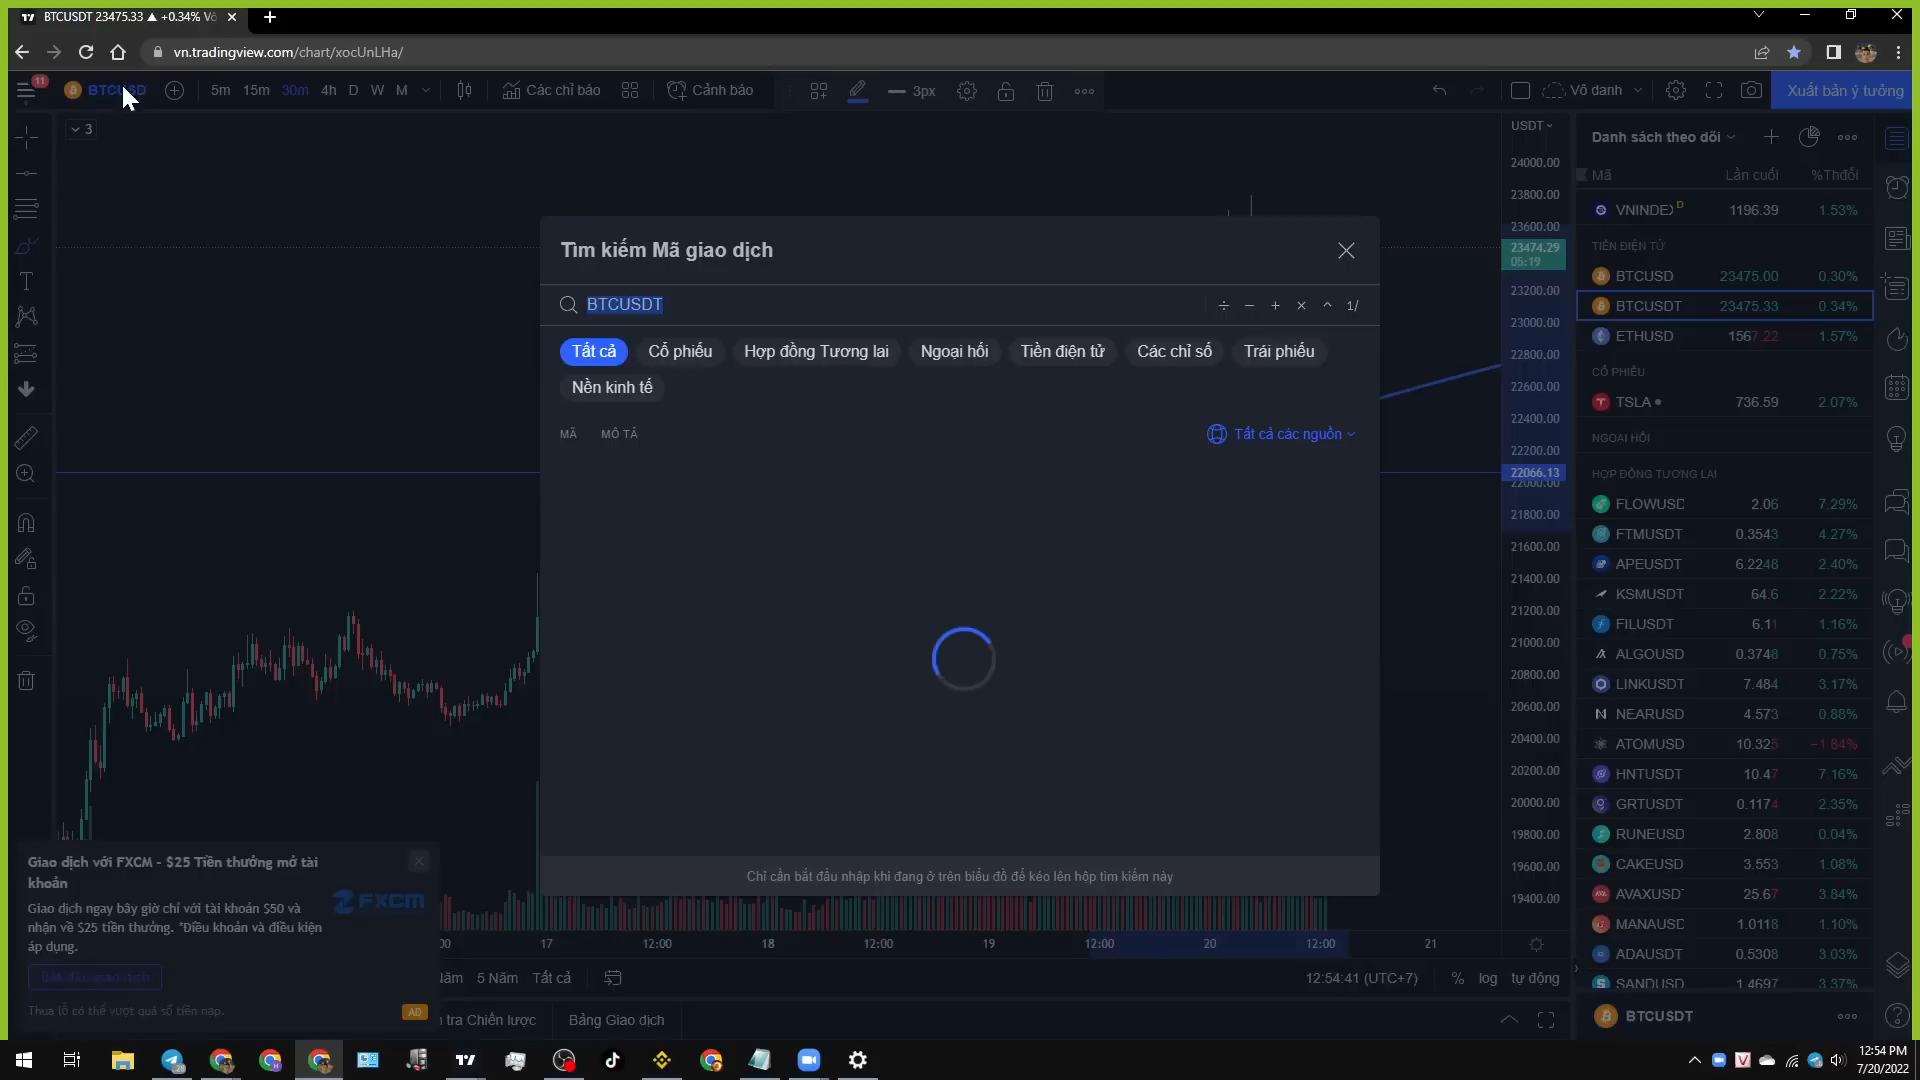 BTCUSDT 23475.33 ▲ +0.34% Vô
vn.tradingview.com/chart/xocUnLHa/
11
BTCUSD
5m 15m 30m 4h D W M
Các chỉ báo
Cảnh báo
3px
Vô danh
Xuất bản ý tưởng
3
USDT
24000.00
23800.00
23600.00
23474.29
05:19
23200.00
23000.00
22800.00
22600.00
22400.00
22200.00
22066.13
22000.00
21800.00
21600.00
21400.00
21200.00
21000.00
20800.00
20600.00
20400.00
20200.00
20000.00
19800.00
19600.00
19400.00
Tìm kiếm Mã giao dịch
BTCUSDT
÷ − + × ^ 1/
Tất cả Cổ phiếu Hợp đồng Tương lai Ngoại hối Tiền điện tử Các chỉ số Trái phiếu
Nền kinh tế
MÃ MÔ TẢ
Tất cả các nguồn
Chỉ cần bắt đầu nhập khi đang ở trên biểu đồ để kéo lên hộp tìm kiếm này
Danh sách theo dõi
Mã Lần cuối %Thđổi
VNINDEX D 1196.39 1.53%
TIỀN ĐIỆN TỬ
BTCUSD 23475.00 0.30%
BTCUSDT 23475.33 0.34%
ETHUSD 1567.22 1.57%
CỔ PHIẾU
TSLA 736.59 2.07%
NGOẠI HỐI
HỢP ĐỒNG TƯƠNG LAI
FLOWUSD 2.06 7.29%
FTMUSDT 0.3543 4.27%
APEUSDT 6.2248 2.40%
KSMUSDT 64.6 2.22%
FILUSDT 6.11 1.16%
ALGOUSD 0.3748 0.75%
LINKUSDT 7.484 3.17%
NEARUSD 4.573 0.88%
ATOMUSD 10.325 −1.84%
HNTUSDT 10.47 7.16%
GRTUSDT 0.1174 2.35%
RUNEUSD 2.808 0.04%
CAKEUSD 3.553 1.08%
AVAXUSD 25.67 3.84%
MANAUSD 1.0118 1.10%
ADAUSDT 0.5308 3.03%
SANDUSD 1.4697 3.37%
BTCUSDT
Giao dịch với FXCM - $25 Tiền thưởng mở tài
khoản
Giao dịch ngay bây giờ chỉ với tài khoản $50 và
nhận về $25 tiền thưởng. *Điều khoản và điều kiện
áp dụng.
FXCM
Bắt đầu giao dịch
Thua lỗ có thể vượt quá số tiền nạp.
AD
00 17 12:00 18 12:00 19 12:00 20 12:00 21
Năm 5 Năm Tất cả
12:54:41 (UTC+7) % log tự động
n tra Chiến lược Bảng Giao dịch
12:54 PM
7/20/2022